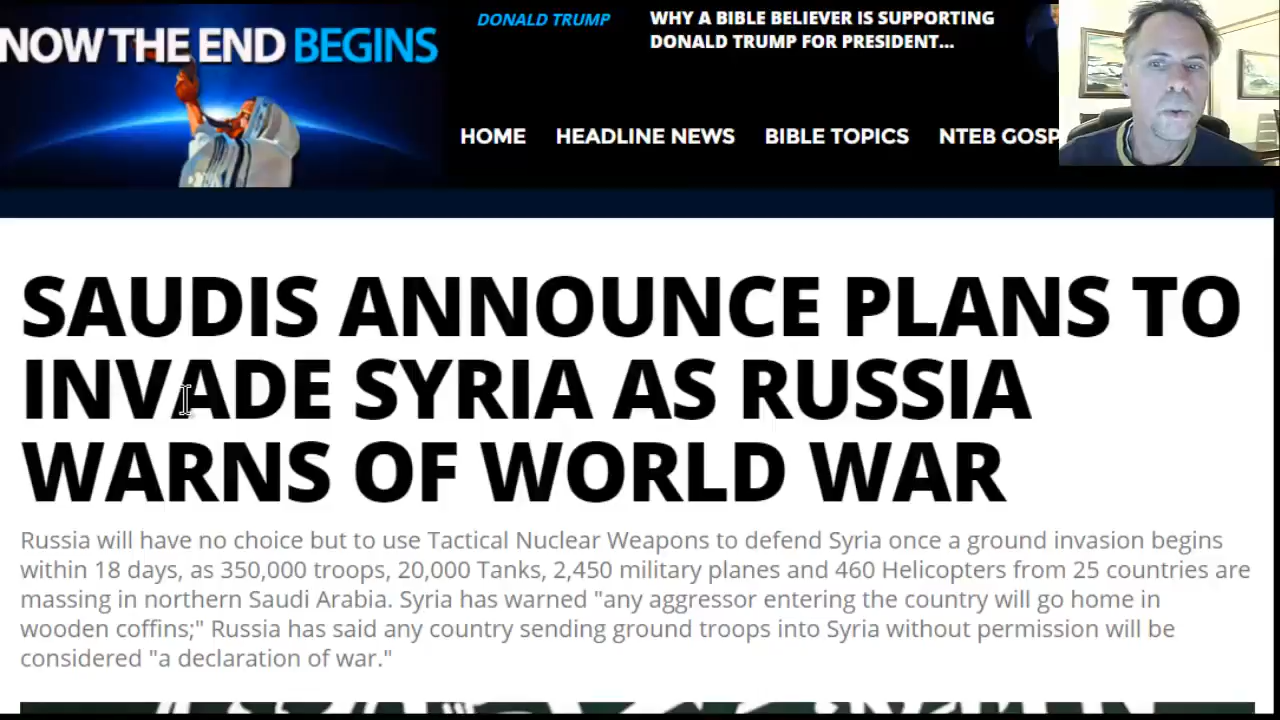 NOW THE END BEGINS
DONALD TRUMP
WHY A BIBLE BELIEVER IS SUPPORTING
DONALD TRUMP FOR PRESIDENT...
HOME HEADLINE NEWS BIBLE TOPICS NTEB GOSP
SAUDIS ANNOUNCE PLANS TO
INVADE SYRIA AS RUSSIA
WARNS OF WORLD WAR
Russia will have no choice but to use Tactical Nuclear Weapons to defend Syria once a ground invasion begins
within 18 days, as 350,000 troops, 20,000 Tanks, 2,450 military planes and 460 Helicopters from 25 countries are
massing in northern Saudi Arabia. Syria has warned "any aggressor entering the country will go home in
wooden coffins;" Russia has said any country sending ground troops into Syria without permission will be
considered "a declaration of war."